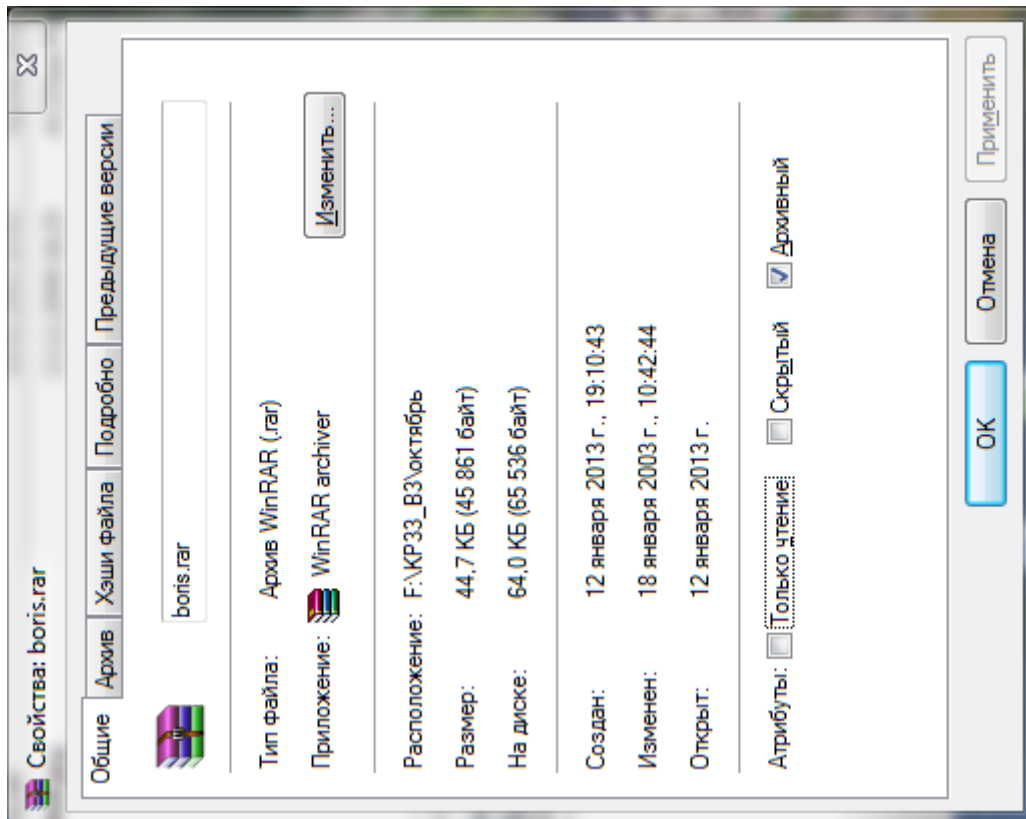 Свойства: boris.rar
Общие Архив Хэши файла Подробно Предыдущие версии
boris.rar
Тип файла: Архив WinRAR (.rar)
Приложение: WinRAR archiver Изменить...
Расположение: F:\КР33_В3\октябрь
Размер: 44,7 КБ (45 861 байт)
На диске: 64,0 КБ (65 536 байт)
Создан: 12 января 2013 г., 19:10:43
Изменен: 18 января 2003 г., 10:42:44
Открыт: 12 января 2013 г.
Атрибуты: Только чтение Скрытый Архивный
ОК Отмена Применить